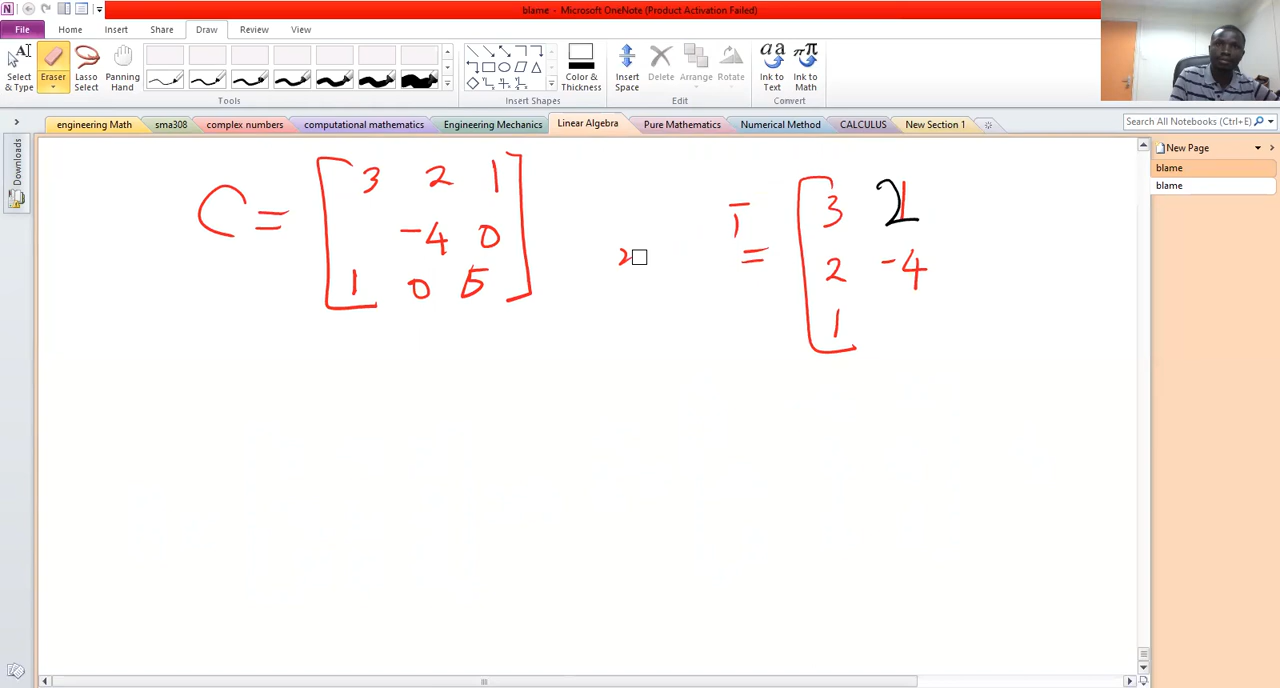 blame - Microsoft OneNote (Product Activation Failed)
File Home Insert Share Draw Review View
Select & Type Eraser Lasso Select Panning Hand Color & Thickness Insert Space Delete Arrange Rotate Ink to Text Ink to Math
Tools Insert Shapes Edit Convert
engineering Math sma308 complex numbers computational mathematics Engineering Mechanics Linear Algebra Pure Mathematics Numerical Method CALCULUS New Section 1 Search All Notebooks (Ctrl+E)
Downloads
New Page
blame
blame
C = 3 2 1
-4 0
1 0 5
T = 3 2
2 -4
1